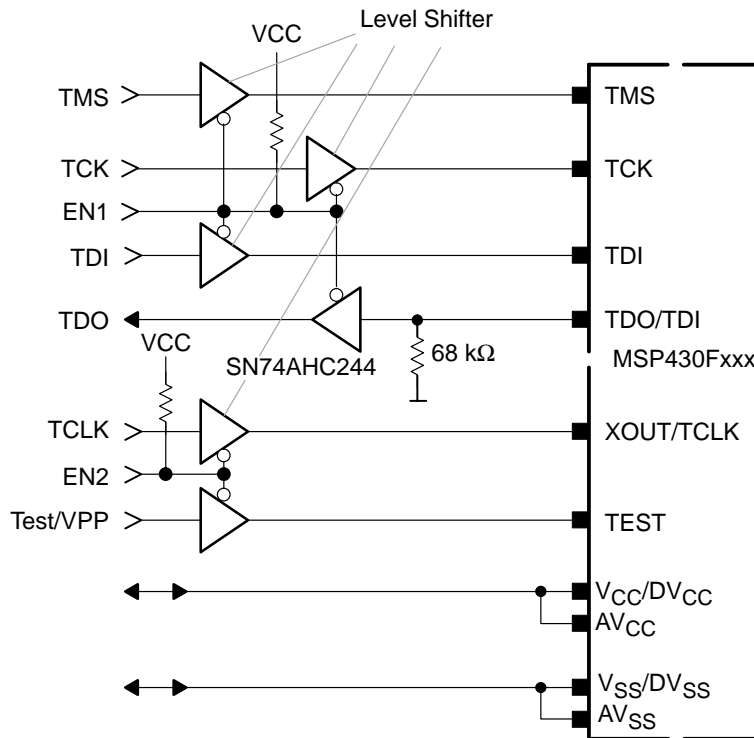 Level Shifter
VCC
TMS TMS
TCK TCK
EN1
TDI TDI
TDO TDO/TDI
VCC
SN74AHC244 68 kΩ MSP430Fxxx
TCLK XOUT/TCLK
EN2
Test/VPP TEST
VCC/DVCC
AVCC
VSS/DVSS
AVSS